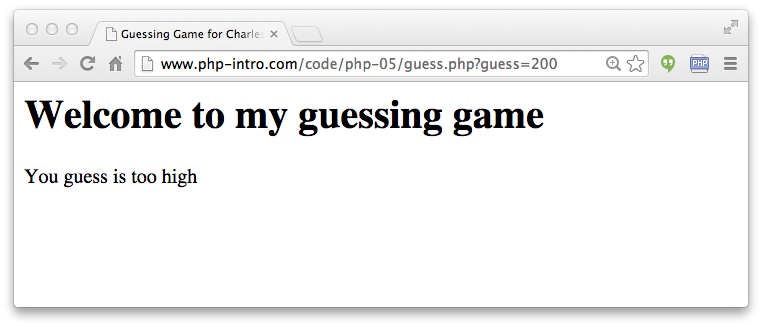 Guessing Game for Charles
www.php-intro.com/code/php-05/guess.php?guess=200
PHP
Welcome to my guessing game
You guess is too high